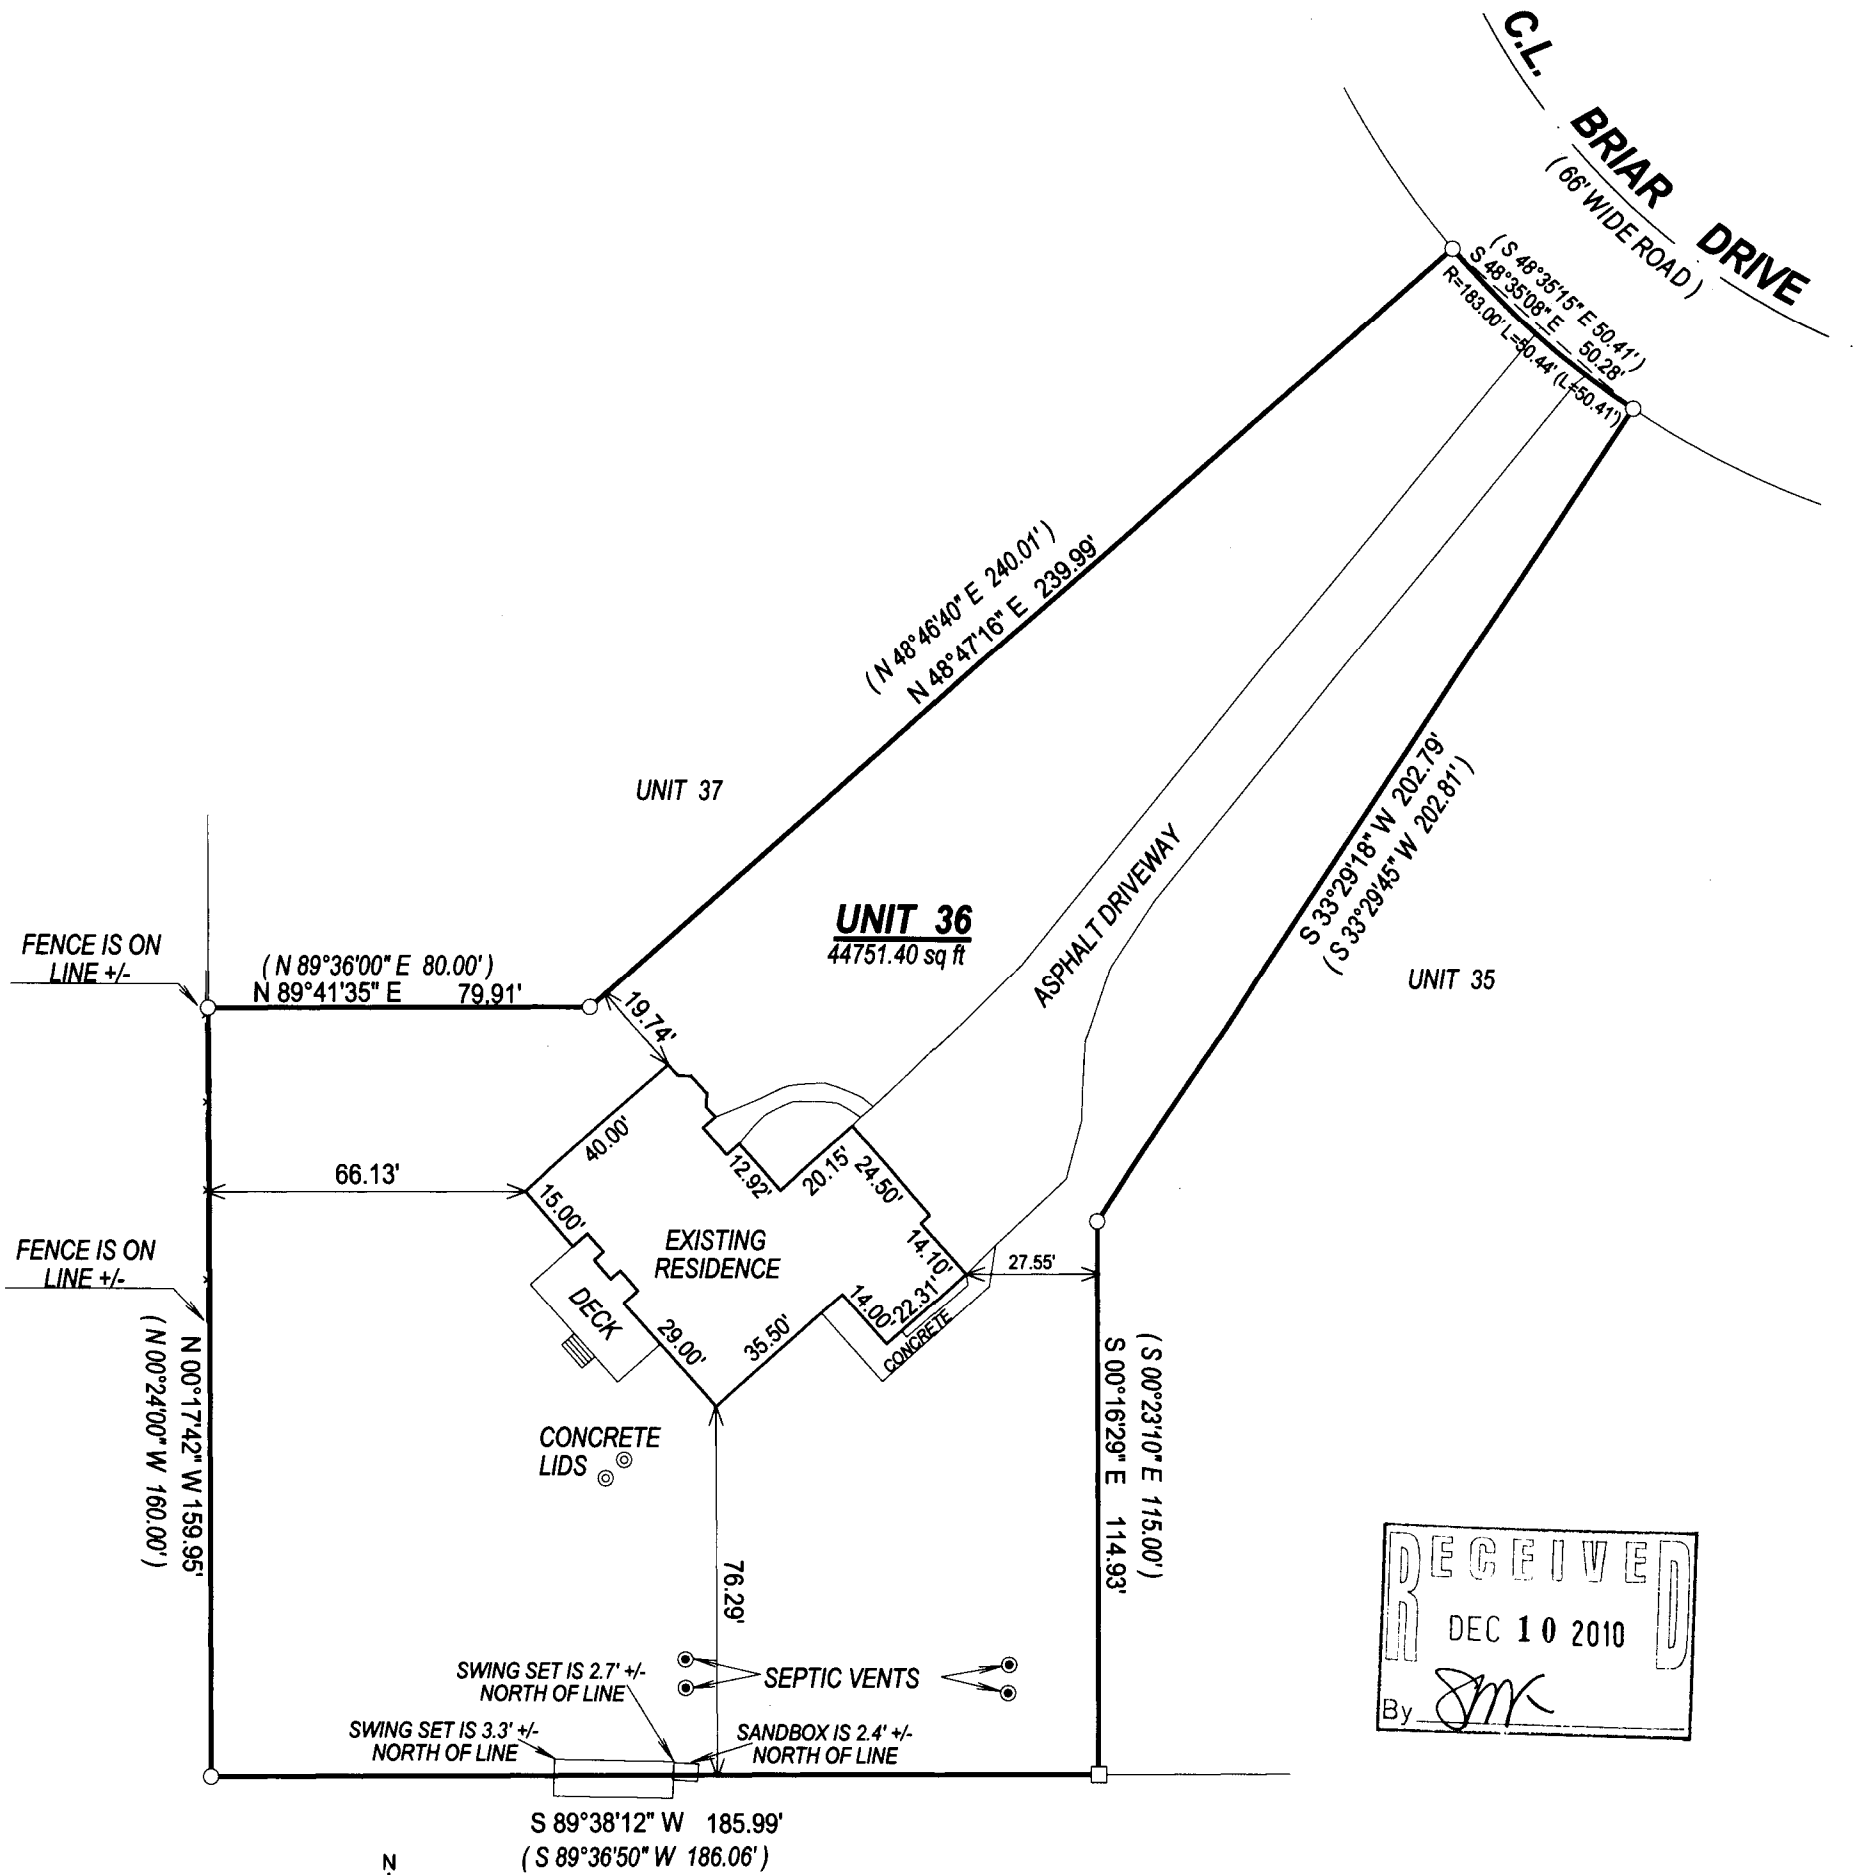 C.L. BRIAR DRIVE
( 66' WIDE ROAD )
( S 48°35'15" E 50.41')
S 48°35'08" E 50.28'
R=183.00' L=50.44' (L=50.41')
( N 48°46'40" E 240.01' )
N 48°47'16" E 239.99'
UNIT 37
S 33°29'18" W 202.79'
( S 33°29'45" W 202.81' )
ASPHALT DRIVEWAY
UNIT 36
44751.40 sq ft
UNIT 35
FENCE IS ON
LINE +/-
( N 89°36'00" E 80.00' )
N 89°41'35" E 79.91'
19.74'
40.00'
66.13'
15.00'
12.92'
20.15'
24.50'
14.10'
EXISTING
RESIDENCE
27.55'
FENCE IS ON
LINE +/-
DECK
29.00'
35.50'
14.00'
22.31'
CONCRETE
N 00°17'42" W 159.95'
( N 00°24'00" W 160.00' )
( S 00°23'10" E 115.00' )
S 00°16'29" E 114.93'
CONCRETE
LIDS
76.29'
SEPTIC VENTS
SWING SET IS 2.7' +/-
NORTH OF LINE
SWING SET IS 3.3' +/-
NORTH OF LINE
SANDBOX IS 2.4' +/-
NORTH OF LINE
S 89°38'12" W 185.99'
( S 89°36'50" W 186.06' )
N
RECEIVED
DEC 10 2010
By SMK